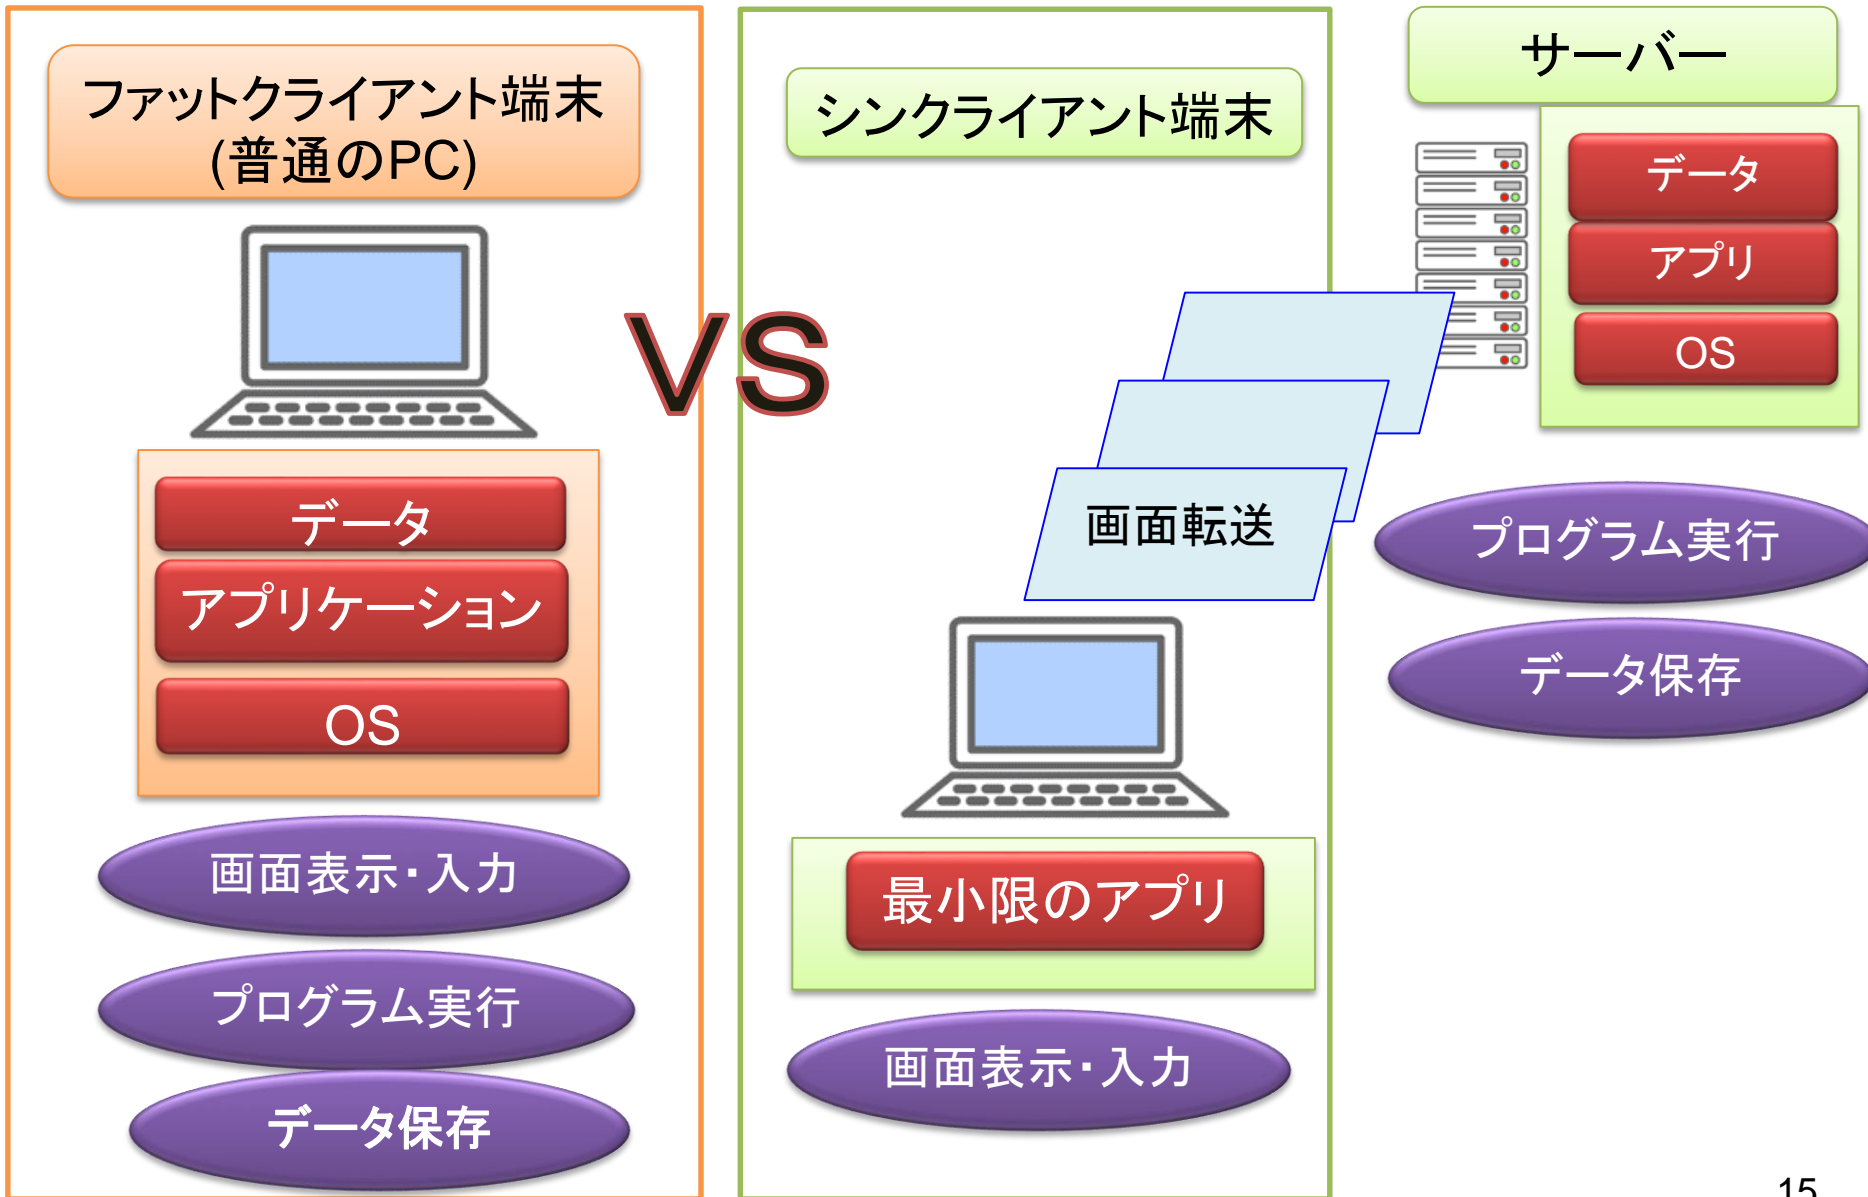 ファットクライアント端末
(普通のPC)
データ
アプリケーション
OS
画面表示・入力
プログラム実行
データ保存
VS
シンクライアント端末
画面転送
最小限のアプリ
画面表示・入力
サーバー
データ
アプリ
OS
プログラム実行
データ保存
15